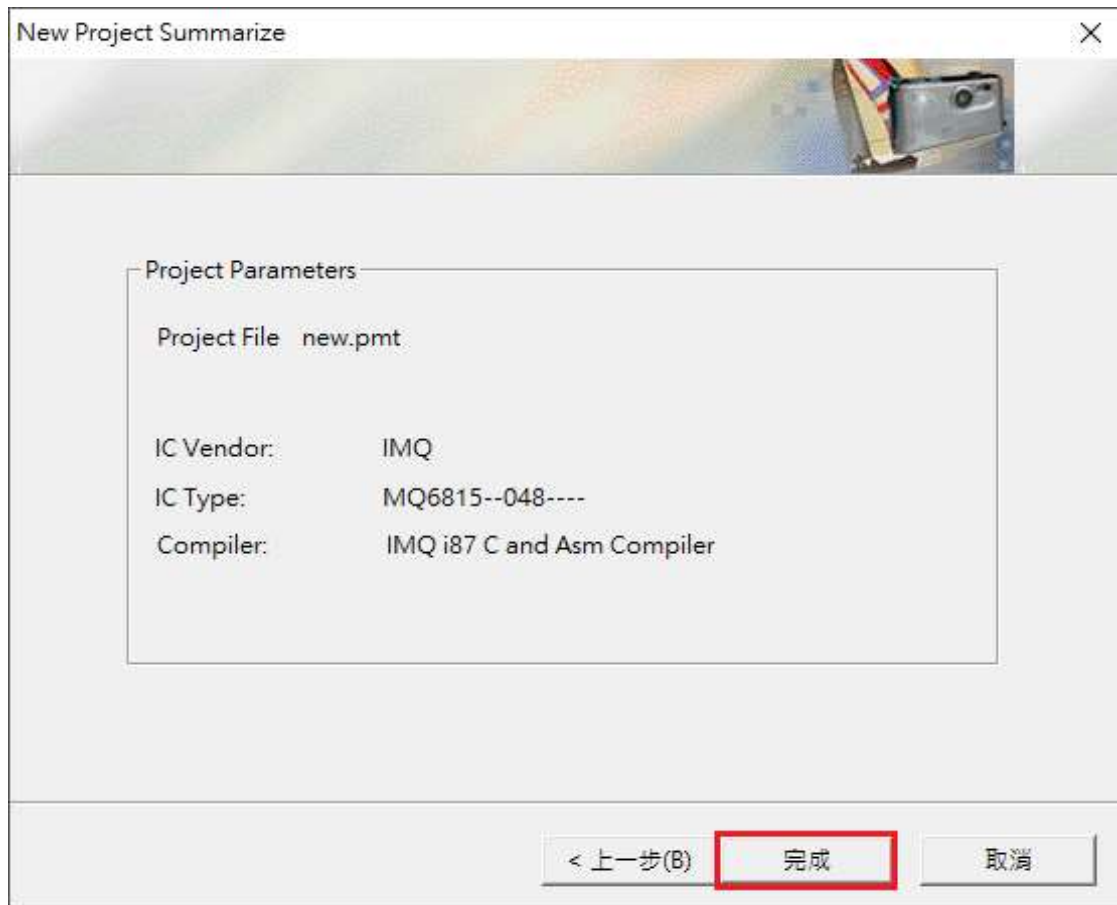 New Project Summarize
Project Parameters
Project File new.pmt
IC Vendor: IMQ
IC Type: MQ6815--048----
Compiler: IMQ i87 C and Asm Compiler
< 上一步(B) 完成 取消